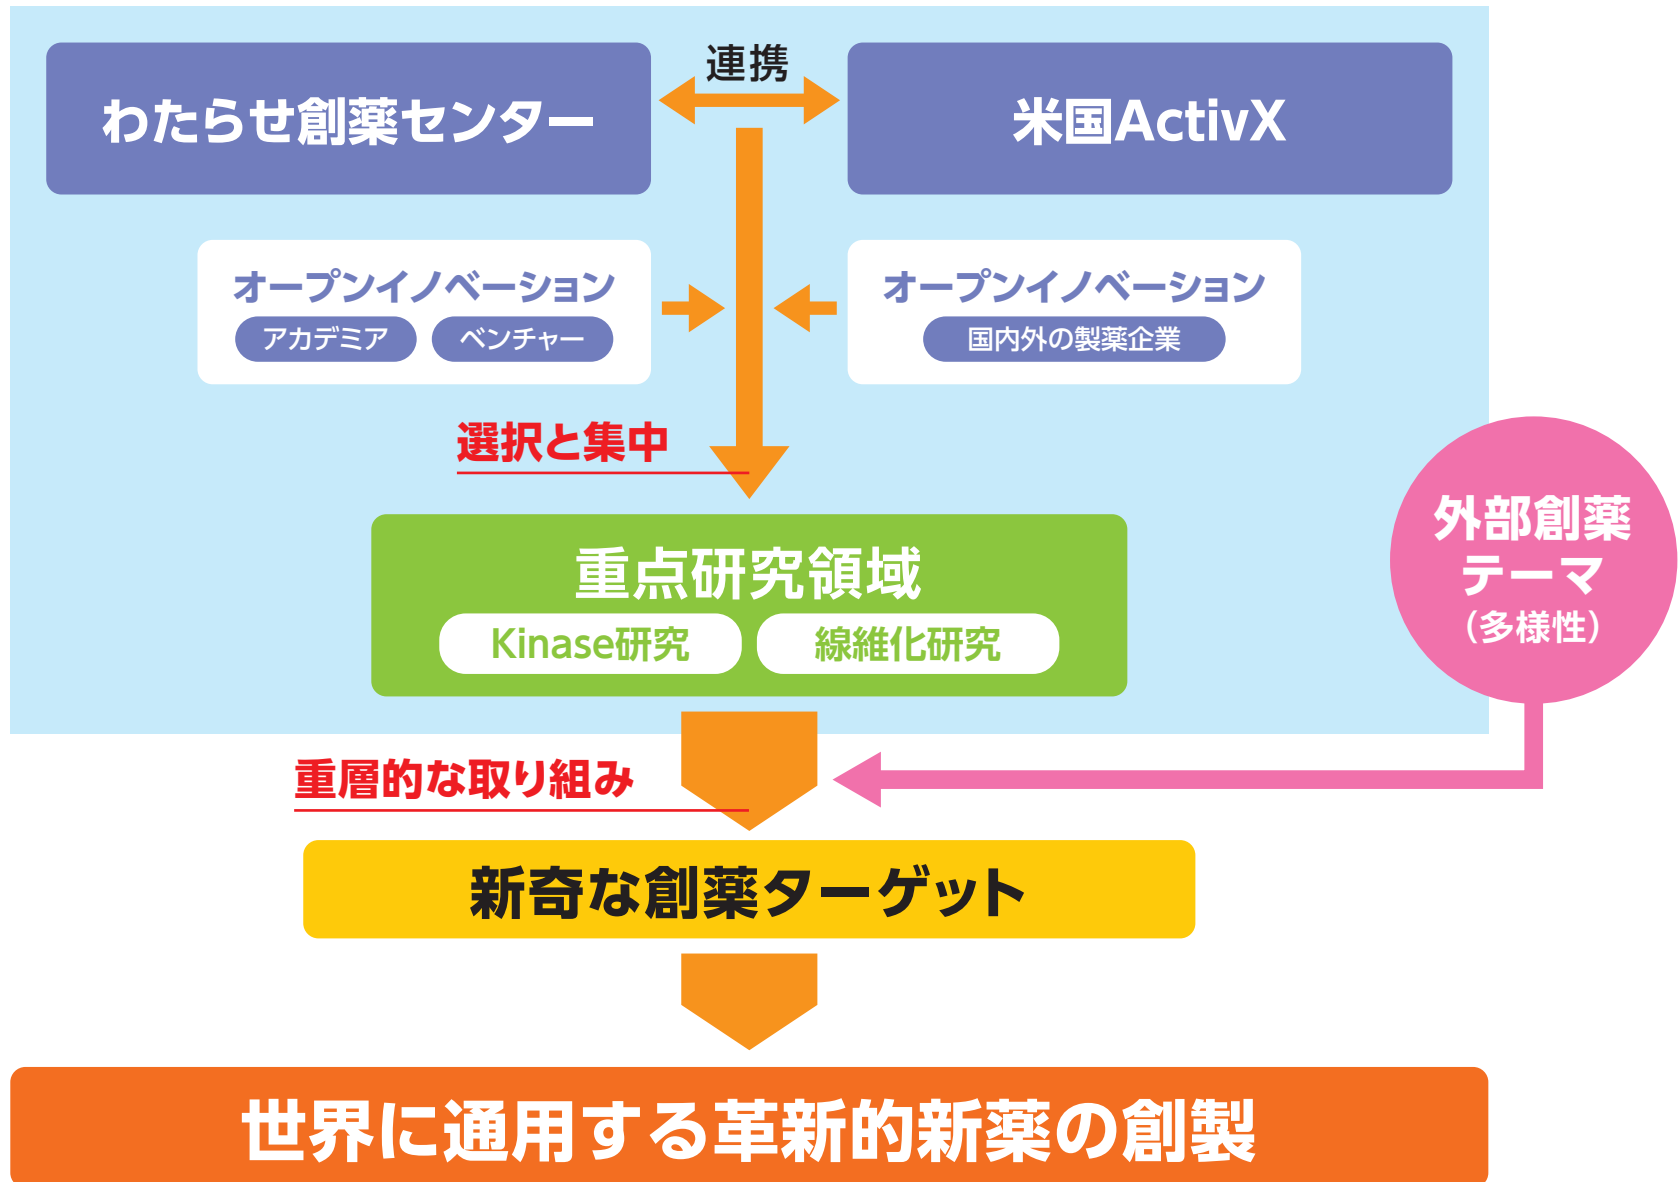 連携
わたらせ創薬センター
米国ActivX
オープンイノベーション
アカデミア
ベンチャー
オープンイノベーション
国内外の製薬企業
選択と集中
重点研究領域
Kinase研究
線維化研究
外部創薬
テーマ
（多様性）
重層的な取り組み
新奇な創薬ターゲット
世界に通用する革新的新薬の創製